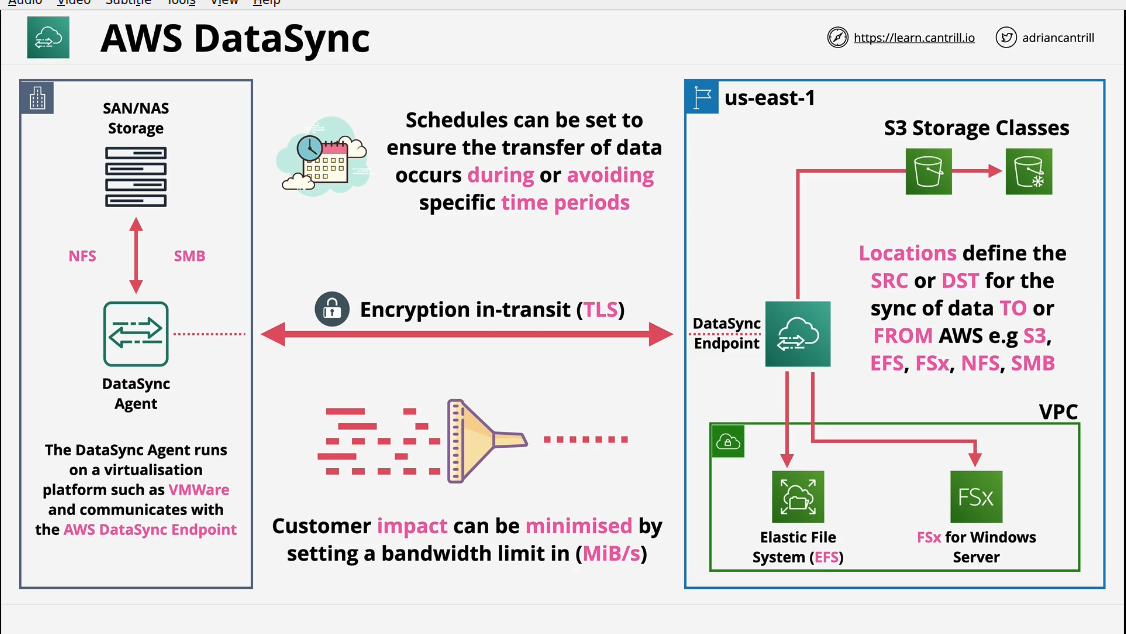 Audio Video Subtitle Tools View Help
AWS DataSync
https://learn.cantrill.io
adriancantrill
SAN/NAS
Storage
NFS
SMB
DataSync
Agent
The DataSync Agent runs
on a virtualisation
platform such as VMWare
and communicates with
the AWS DataSync Endpoint
Schedules can be set to
ensure the transfer of data
occurs during or avoiding
specific time periods
Encryption in-transit (TLS)
Customer impact can be minimised by
setting a bandwidth limit in (MiB/s)
us-east-1
S3 Storage Classes
Locations define the
SRC or DST for the
sync of data TO or
FROM AWS e.g S3,
EFS, FSx, NFS, SMB
DataSync
Endpoint
VPC
Elastic File
System (EFS)
FSx
FSx for Windows
Server